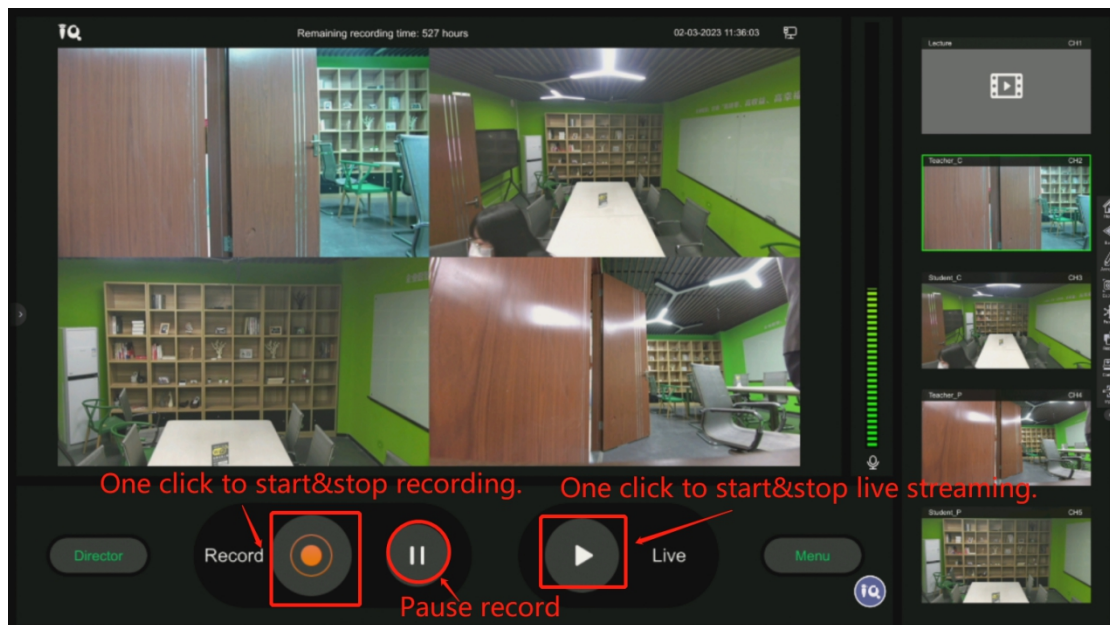 iQ
Remaining recording time: 527 hours
02-03-2023 11:36:03
Lecture CH1
Teacher_C CH2
Student_C CH3
Teacher_P CH4
Student_P CH5
One click to start&stop recording.
One click to start&stop live streaming.
Director
Record
Live
Menu
Pause record
iQ